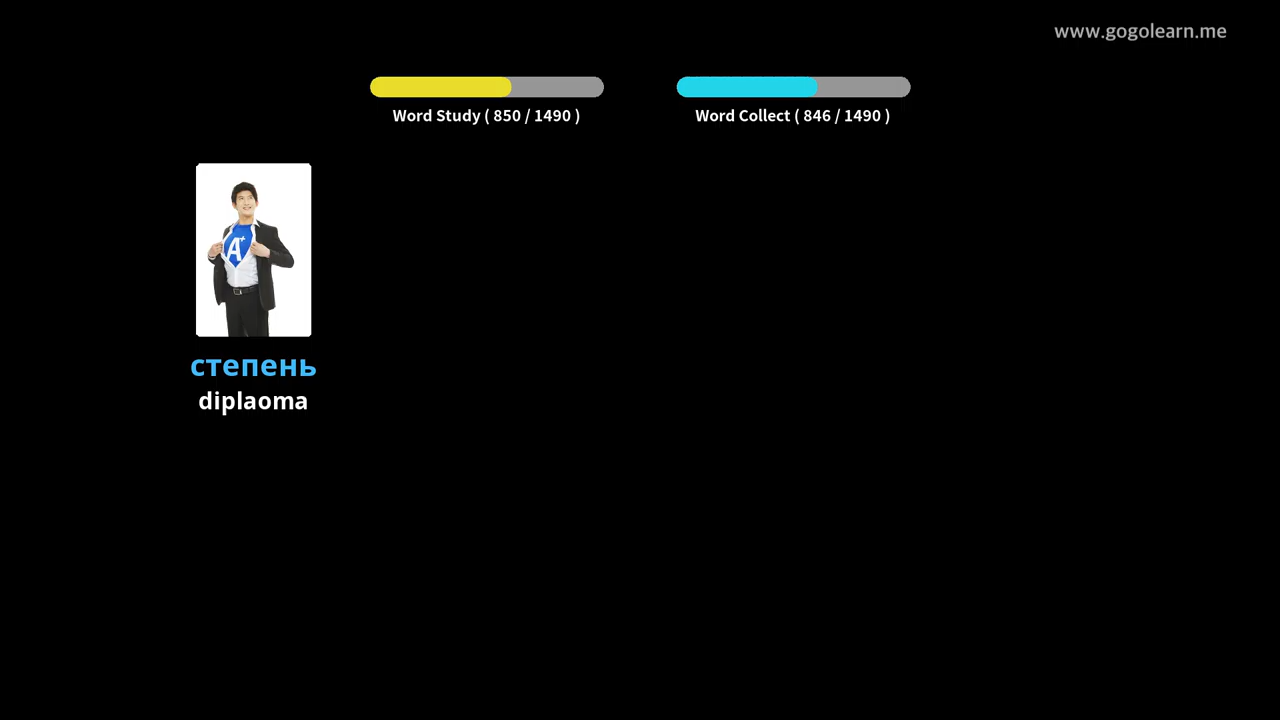 www.gogolearn.me
Word Study ( 850 / 1490 )
Word Collect ( 846 / 1490 )
A+
степень
diplaoma